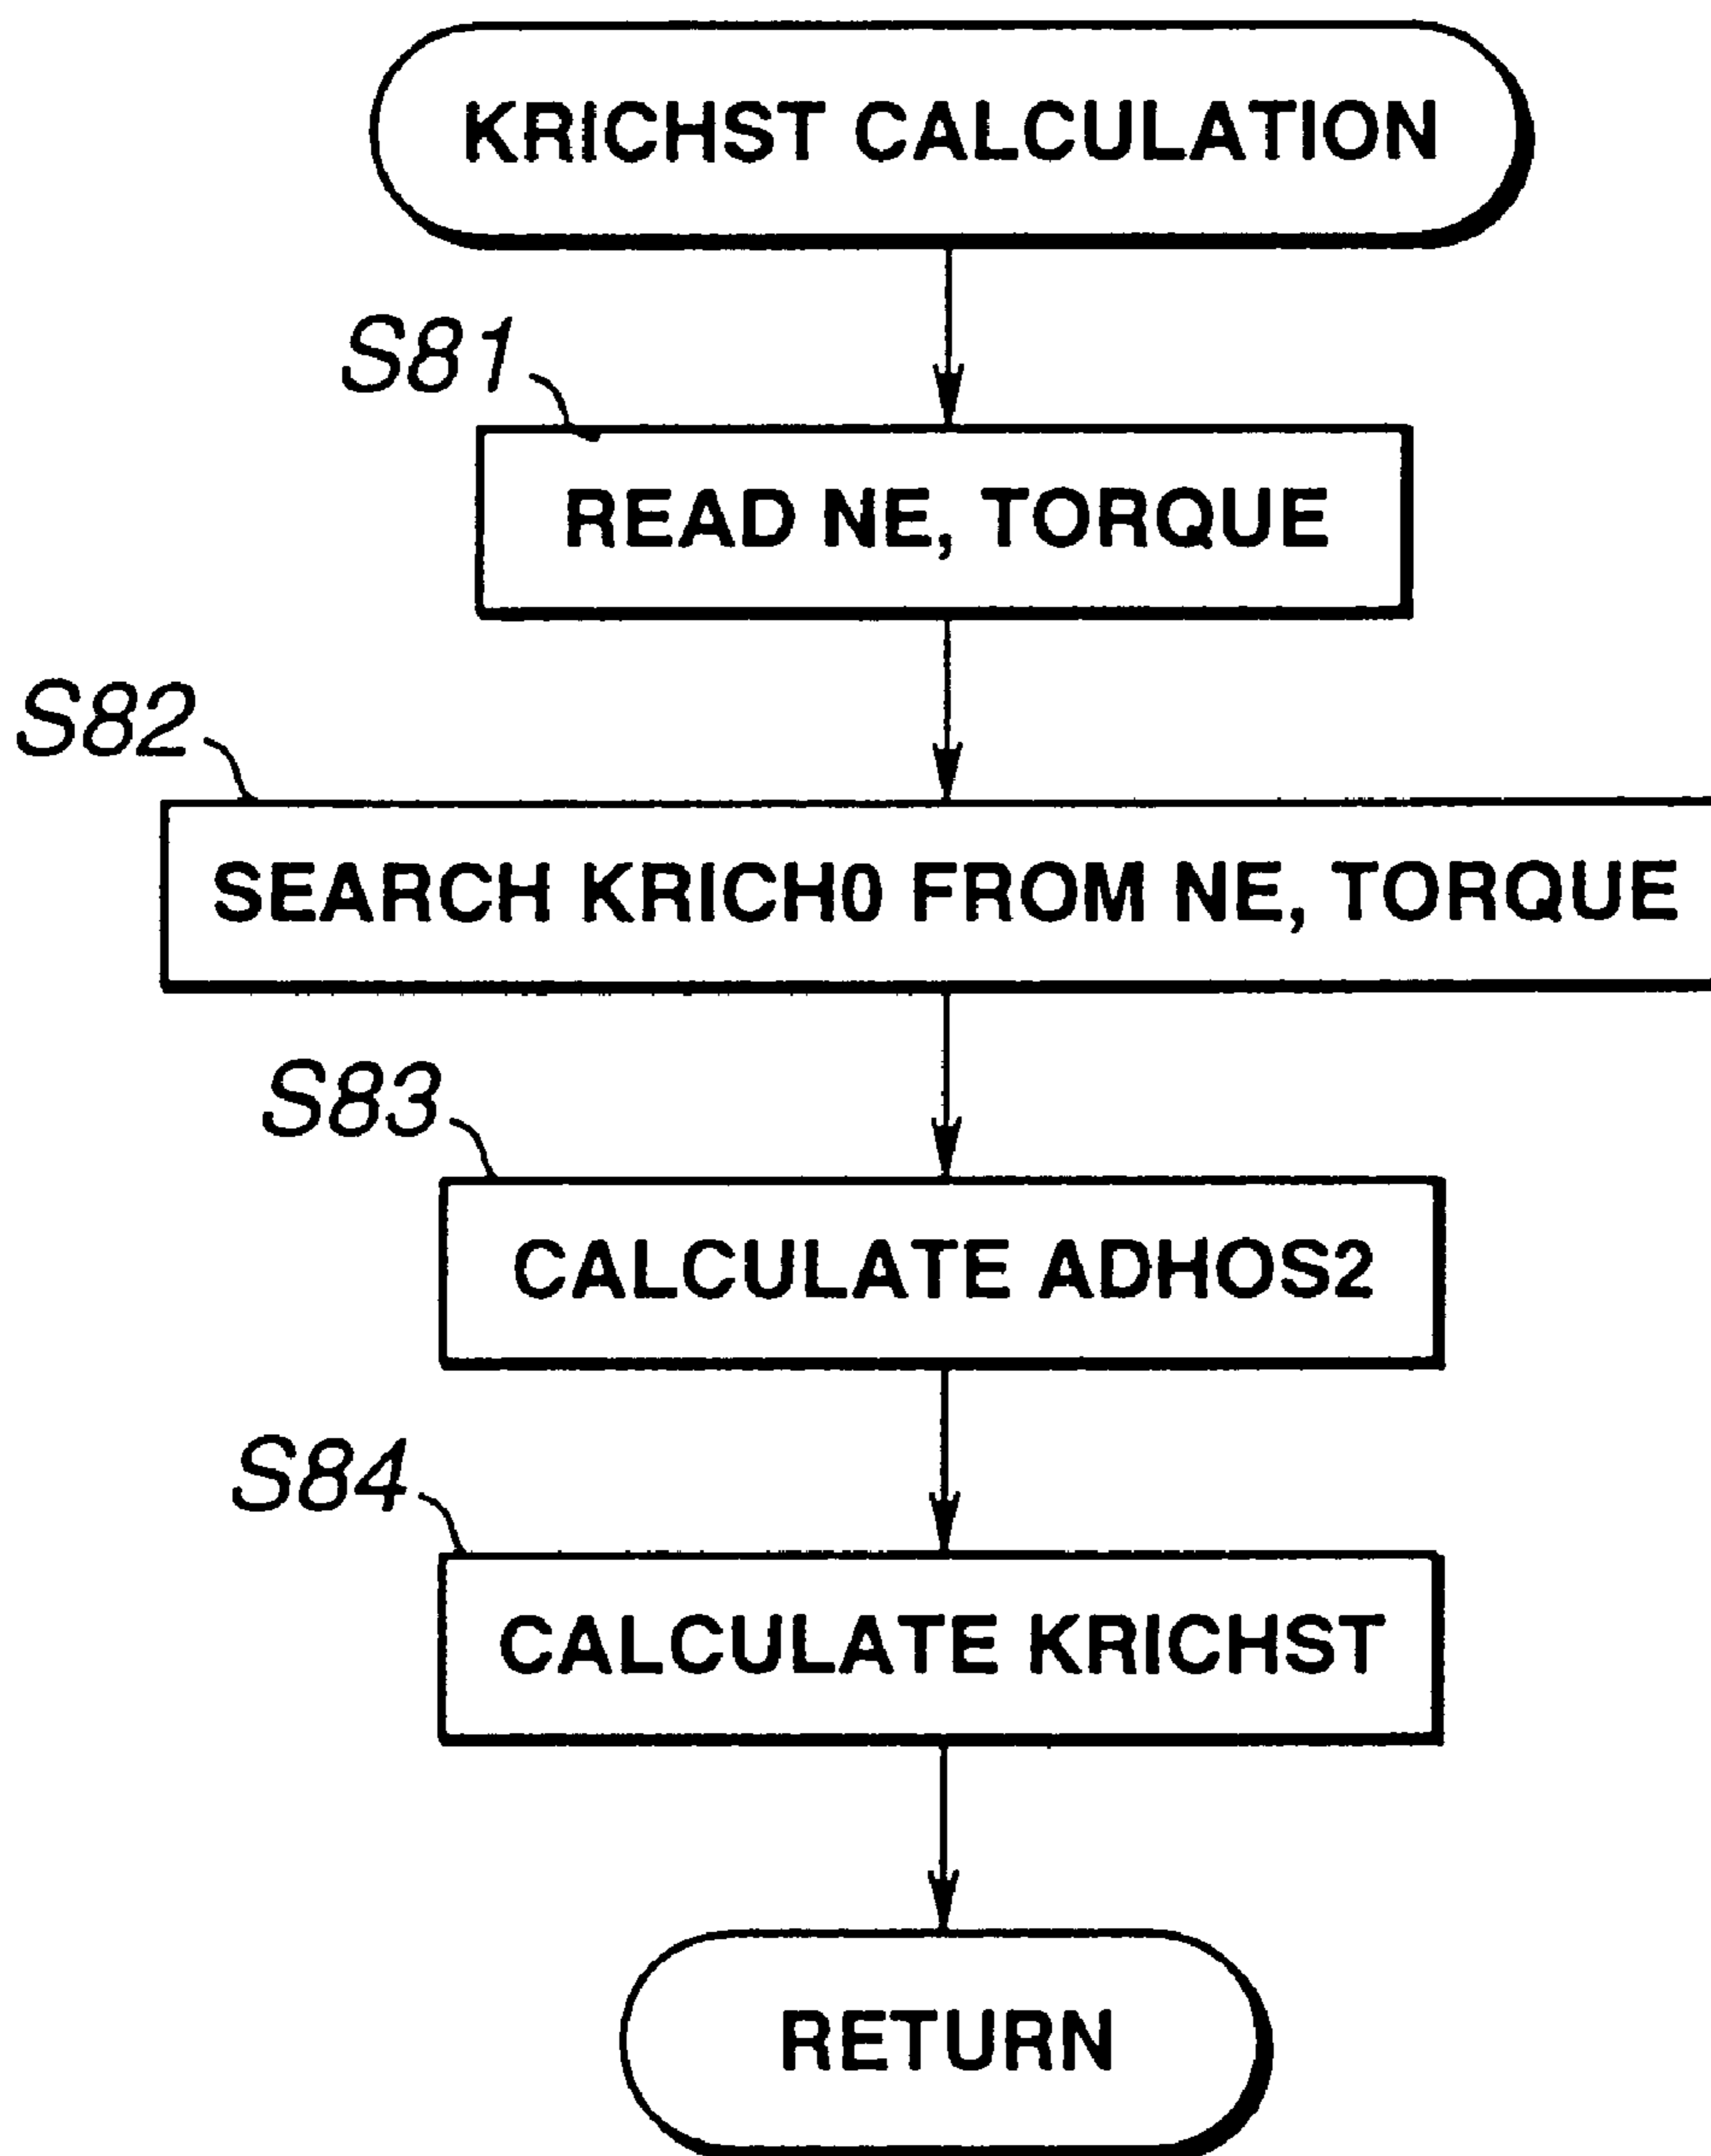 KRICHST CALCULATION
S81
READ NE, TORQUE
S82
SEARCH KRICH0 FROM NE, TORQUE
S83
CALCULATE ADHOS2
S84
CALCULATE KRICHST
RETURN